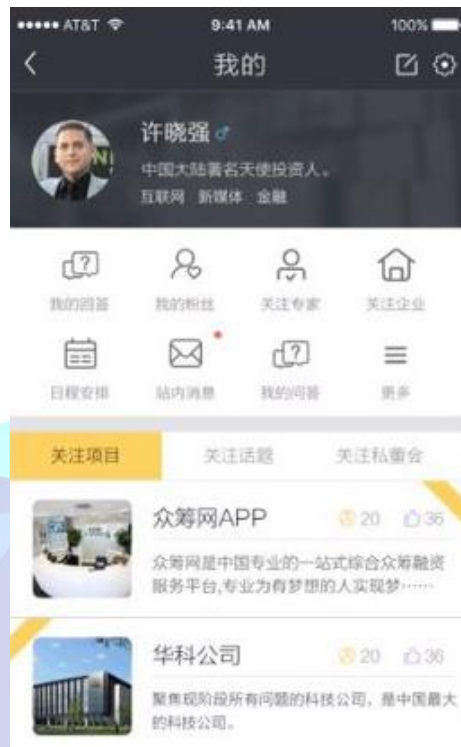 AT&T 9:41 AM 100%
我的
许晓强
中国大陆著名天使投资人。
互联网 新媒体 金融
我的回答 我的粉丝 关注专家 关注企业
日程安排 站内消息 我的问答 更多
关注项目 关注话题 关注私董会
众筹网APP 20 36
众筹网是中国专业的一站式综合众筹融资
服务平台,专业为有梦想的人实现梦……
华科公司 20 36
聚焦现阶段所有问题的科技公司，是中国最大
的科技公司。